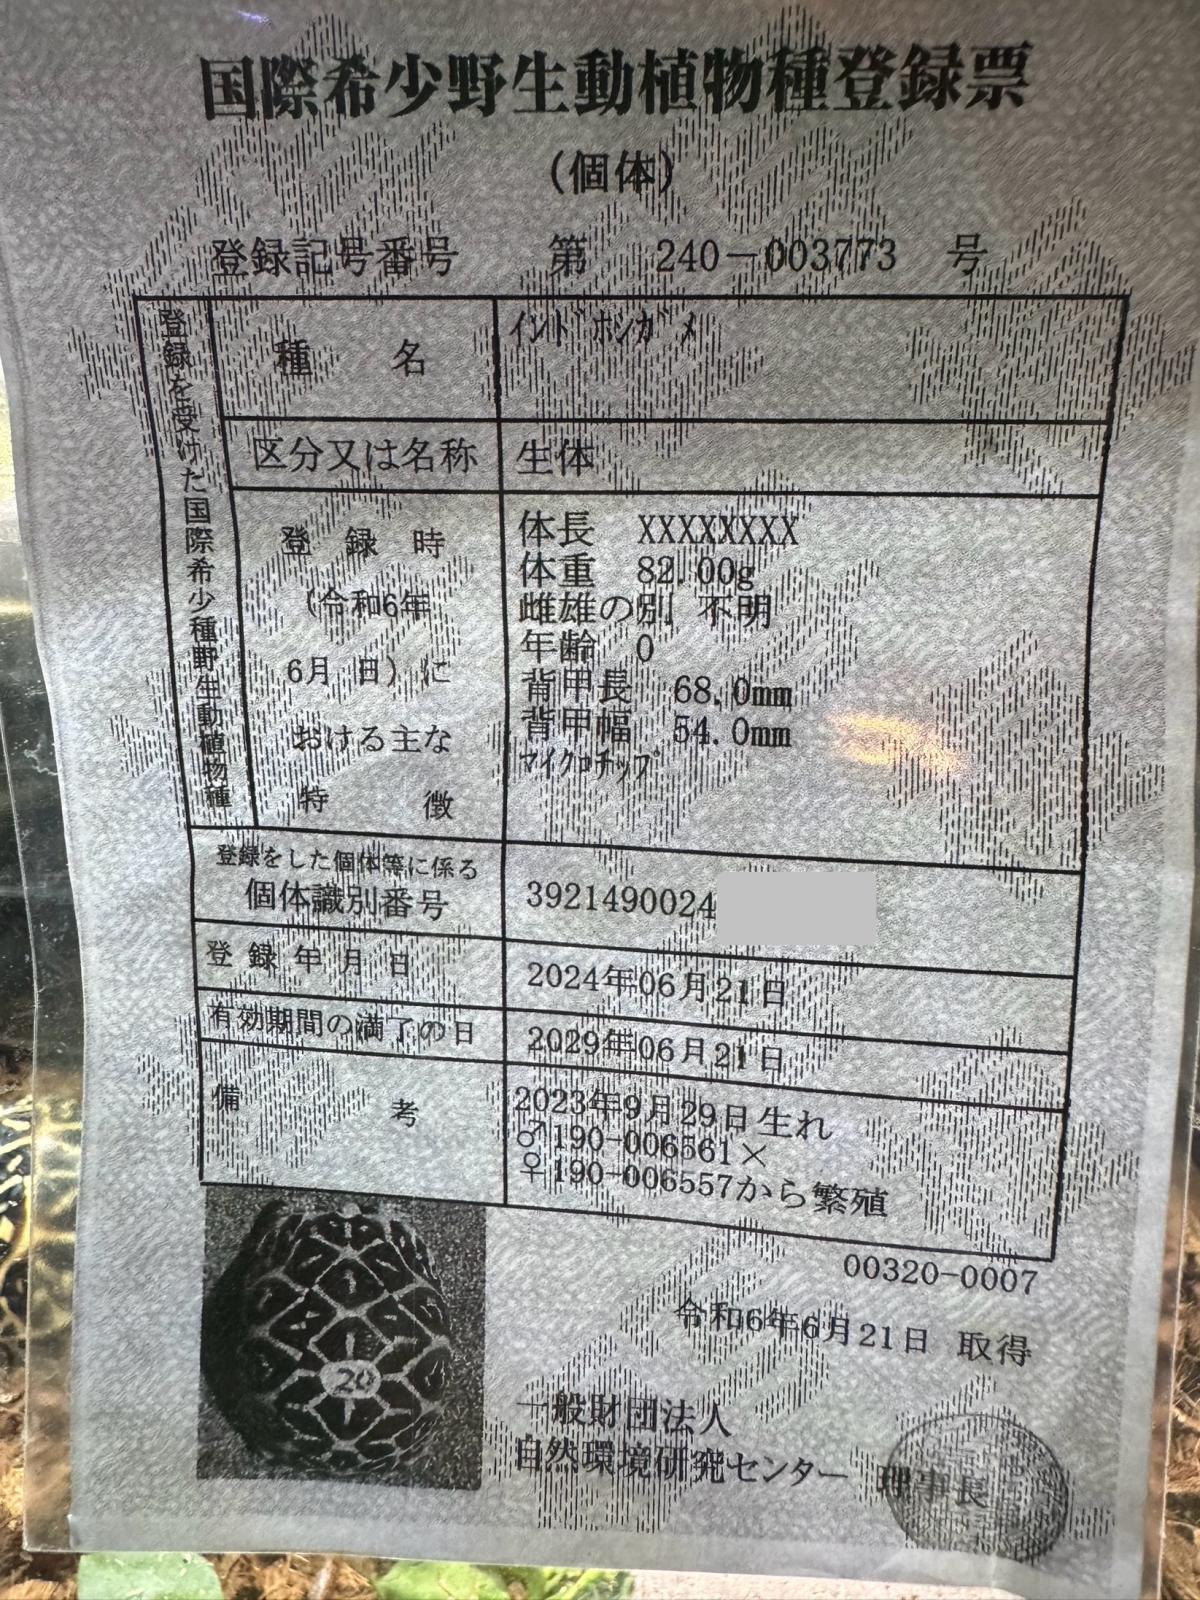 国際希少野生動植物種登録票
(個体)
登録記号番号 第 240－003773 号
登録を受けた国際希少種野生動植物種
種 名 ｲﾝﾄﾞﾎｼｶﾞﾒ
区分又は名称 生体
登録時
(令和6年
6月 日)に
おける主な
特 徴
体長 XXXXXXXX
体重 82.00g
雌雄の別 不明
年齢 0
背甲長 68.0mm
背甲幅 54.0mm
ﾏｲｸﾛﾁｯﾌﾟ
登録をした個体等に係る
個体識別番号 3921490024
登録年月日 2024年06月21日
有効期間の満了の日 2029年06月21日
備 考
2023年9月29日生れ
♂190-006561×
♀190-006557から繁殖
00320-0007
令和6年6月21日 取得
20
一般財団法人
自然環境研究センター 理事長